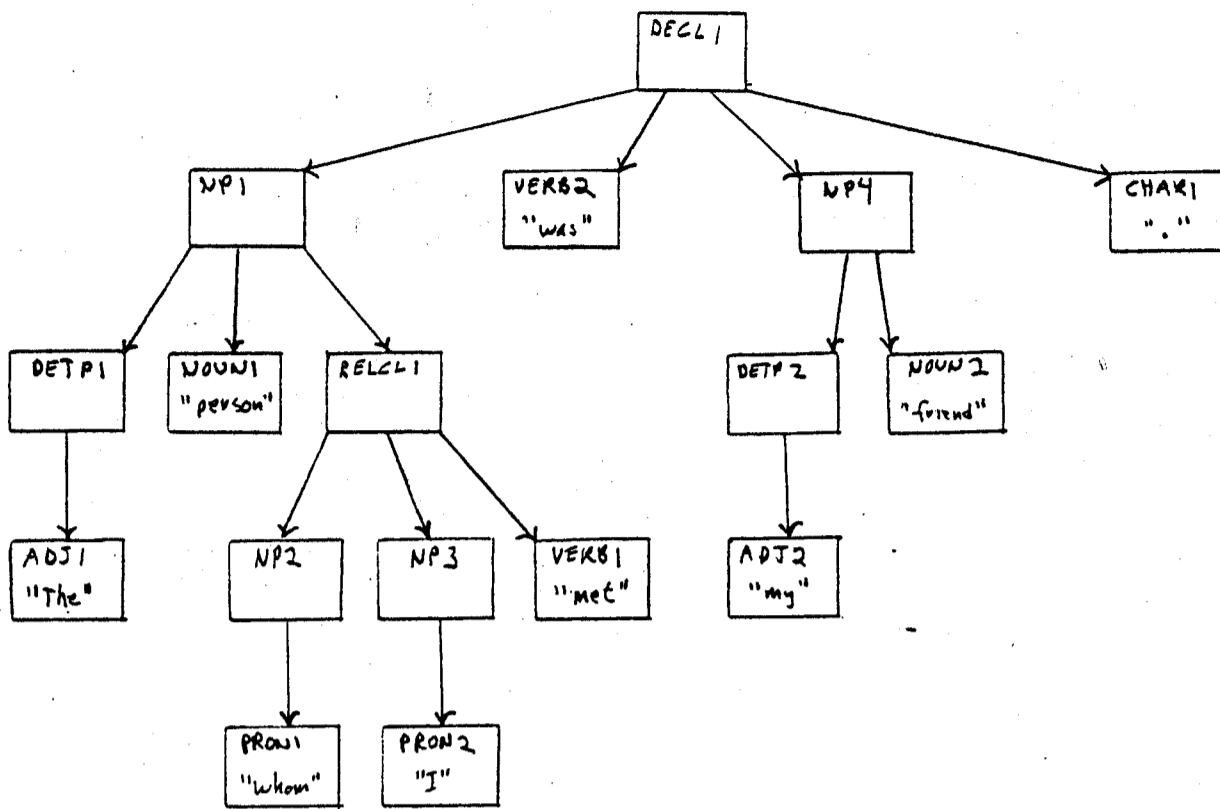 DECL1
NP1
VERB2
"was"
NP4
CHAR1
"."
DETP1
NOUN1
"person"
RELCL1
DETP2
NOUN2
"friend"
ADJ1
"The"
NP2
NP3
VERB1
"met"
ADJ2
"my"
PRON1
"whom"
PRON2
"I"